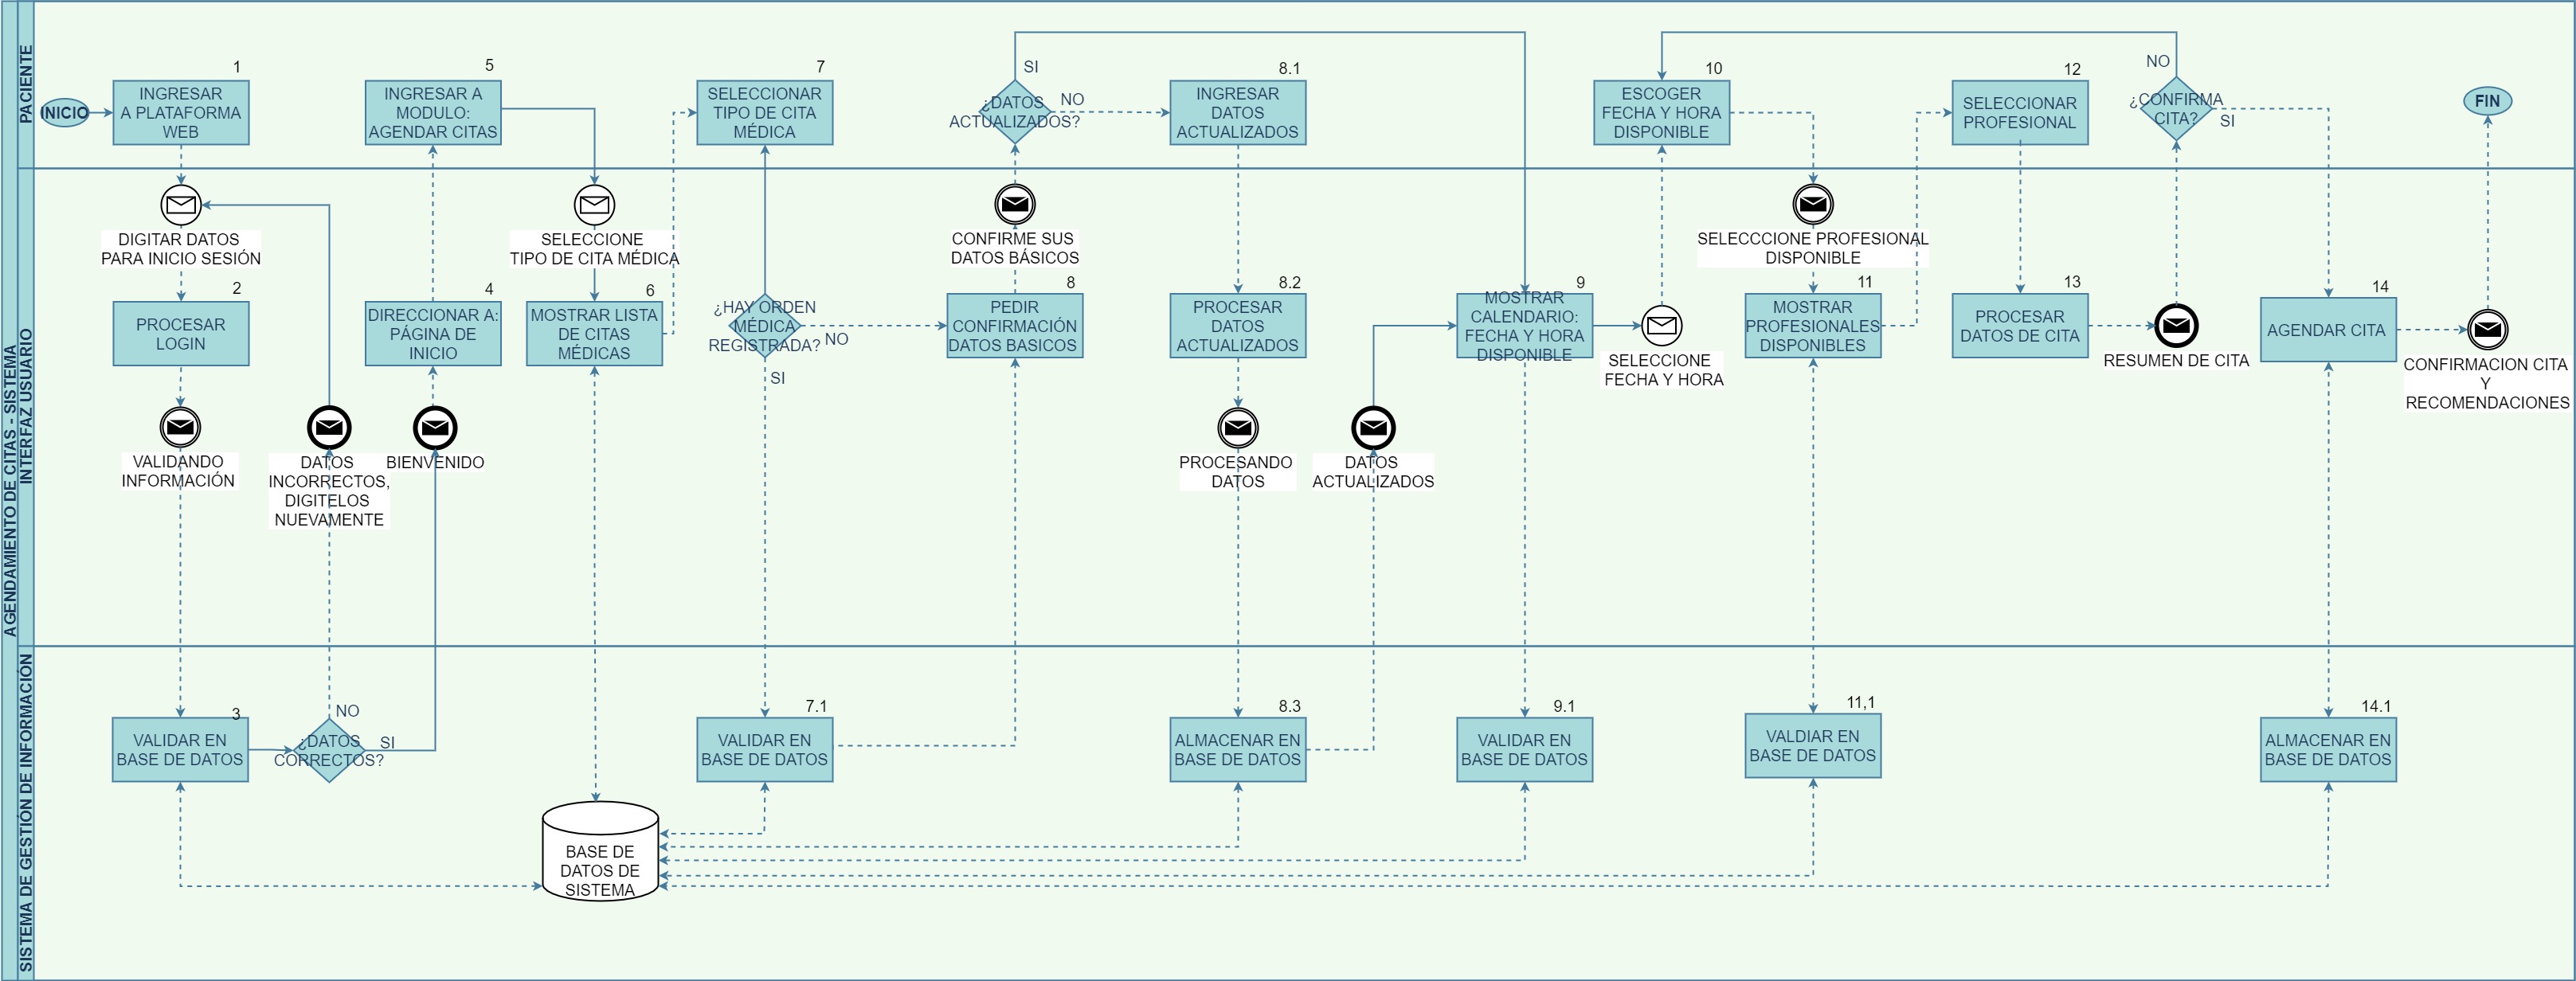 AGENDAMIENTO DE CITAS - SISTEMA
PACIENTE
INICIO
1
INGRESAR
A PLATAFORMA
WEB
5
INGRESAR A
MODULO:
AGENDAR CITAS
7
SELECCIONAR
TIPO DE CITA
MÉDICA
SI
¿DATOS
ACTUALIZADOS?
NO
8.1
INGRESAR
DATOS
ACTUALIZADOS
10
ESCOGER
FECHA Y HORA
DISPONIBLE
12
SELECCIONAR
PROFESIONAL
NO
¿CONFIRMA
CITA?
SI
FIN
INTERFAZ USUARIO
DIGITAR DATOS
PARA INICIO SESIÓN
2
PROCESAR
LOGIN
VALIDANDO
INFORMACIÓN
DATOS
INCORRECTOS,
DIGITELOS
NUEVAMENTE
4
DIRECCIONAR A:
PÁGINA DE
INICIO
BIENVENIDO
SELECCIONE
TIPO DE CITA MÉDICA
6
MOSTRAR LISTA
DE CITAS
MÉDICAS
¿HAY ORDEN
MÉDICA
REGISTRADA?
NO
SI
CONFIRME SUS
DATOS BÁSICOS
8
PEDIR
CONFIRMACIÓN
DATOS BASICOS
8.2
PROCESAR
DATOS
ACTUALIZADOS
PROCESANDO
DATOS
DATOS
ACTUALIZADOS
9
MOSTRAR
CALENDARIO:
FECHA Y HORA
DISPONIBLE
SELECCIONE
FECHA Y HORA
SELECCCIONE PROFESIONAL
DISPONIBLE
11
MOSTRAR
PROFESIONALES
DISPONIBLES
13
PROCESAR
DATOS DE CITA
RESUMEN DE CITA
14
AGENDAR CITA
CONFIRMACION CITA
Y
RECOMENDACIONES
SISTEMA DE GESTIÓN DE INFORMACIÓN
3
VALIDAR EN
BASE DE DATOS
NO
¿DATOS
CORRECTOS?
SI
BASE DE
DATOS DE
SISTEMA
7.1
VALIDAR EN
BASE DE DATOS
8.3
ALMACENAR EN
BASE DE DATOS
9.1
VALIDAR EN
BASE DE DATOS
11,1
VALDIAR EN
BASE DE DATOS
14.1
ALMACENAR EN
BASE DE DATOS